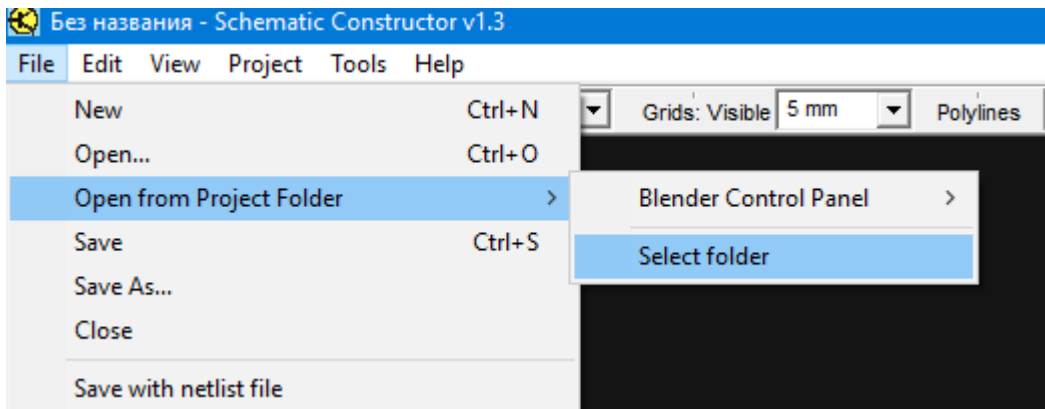 Без названия - Schematic Constructor v1.3
File Edit View Project Tools Help
Grids: Visible 5 mm Polylines
New Ctrl+N
Open... Ctrl+O
Open from Project Folder >
Blender Control Panel >
Save Ctrl+S
Select folder
Save As...
Close
Save with netlist file